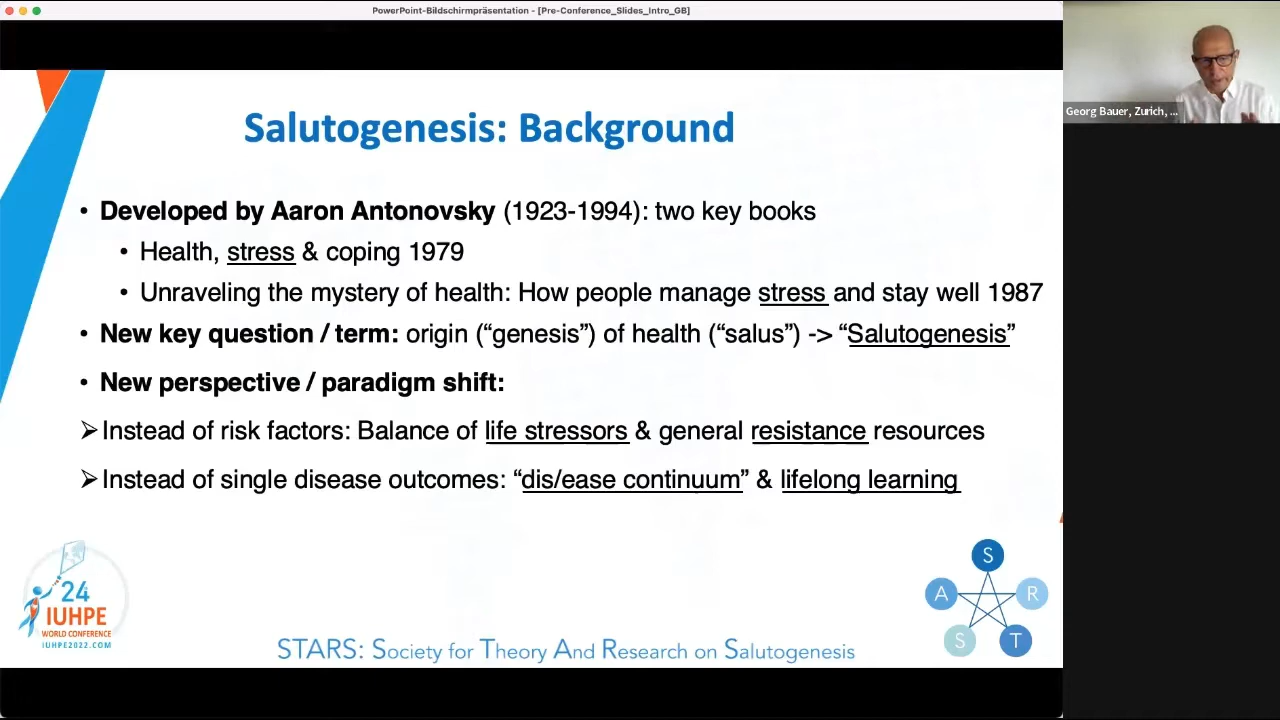 PowerPoint-Bildschirmpräsentation - [Pre-Conference_Slides_Intro_GB]
Georg Bauer, Zurich, ...
Salutogenesis: Background
• Developed by Aaron Antonovsky (1923-1994): two key books
• Health, stress & coping 1979
• Unraveling the mystery of health: How people manage stress and stay well 1987
• New key question / term: origin (“genesis”) of health (“salus”) -> “Salutogenesis”
• New perspective / paradigm shift:
➢Instead of risk factors: Balance of life stressors & general resistance resources
➢Instead of single disease outcomes: “dis/ease continuum” & lifelong learning
24
IUHPE
WORLD CONFERENCE
IUHPE2022.COM
STARS: Society for Theory And Research on Salutogenesis
S
A R
S T